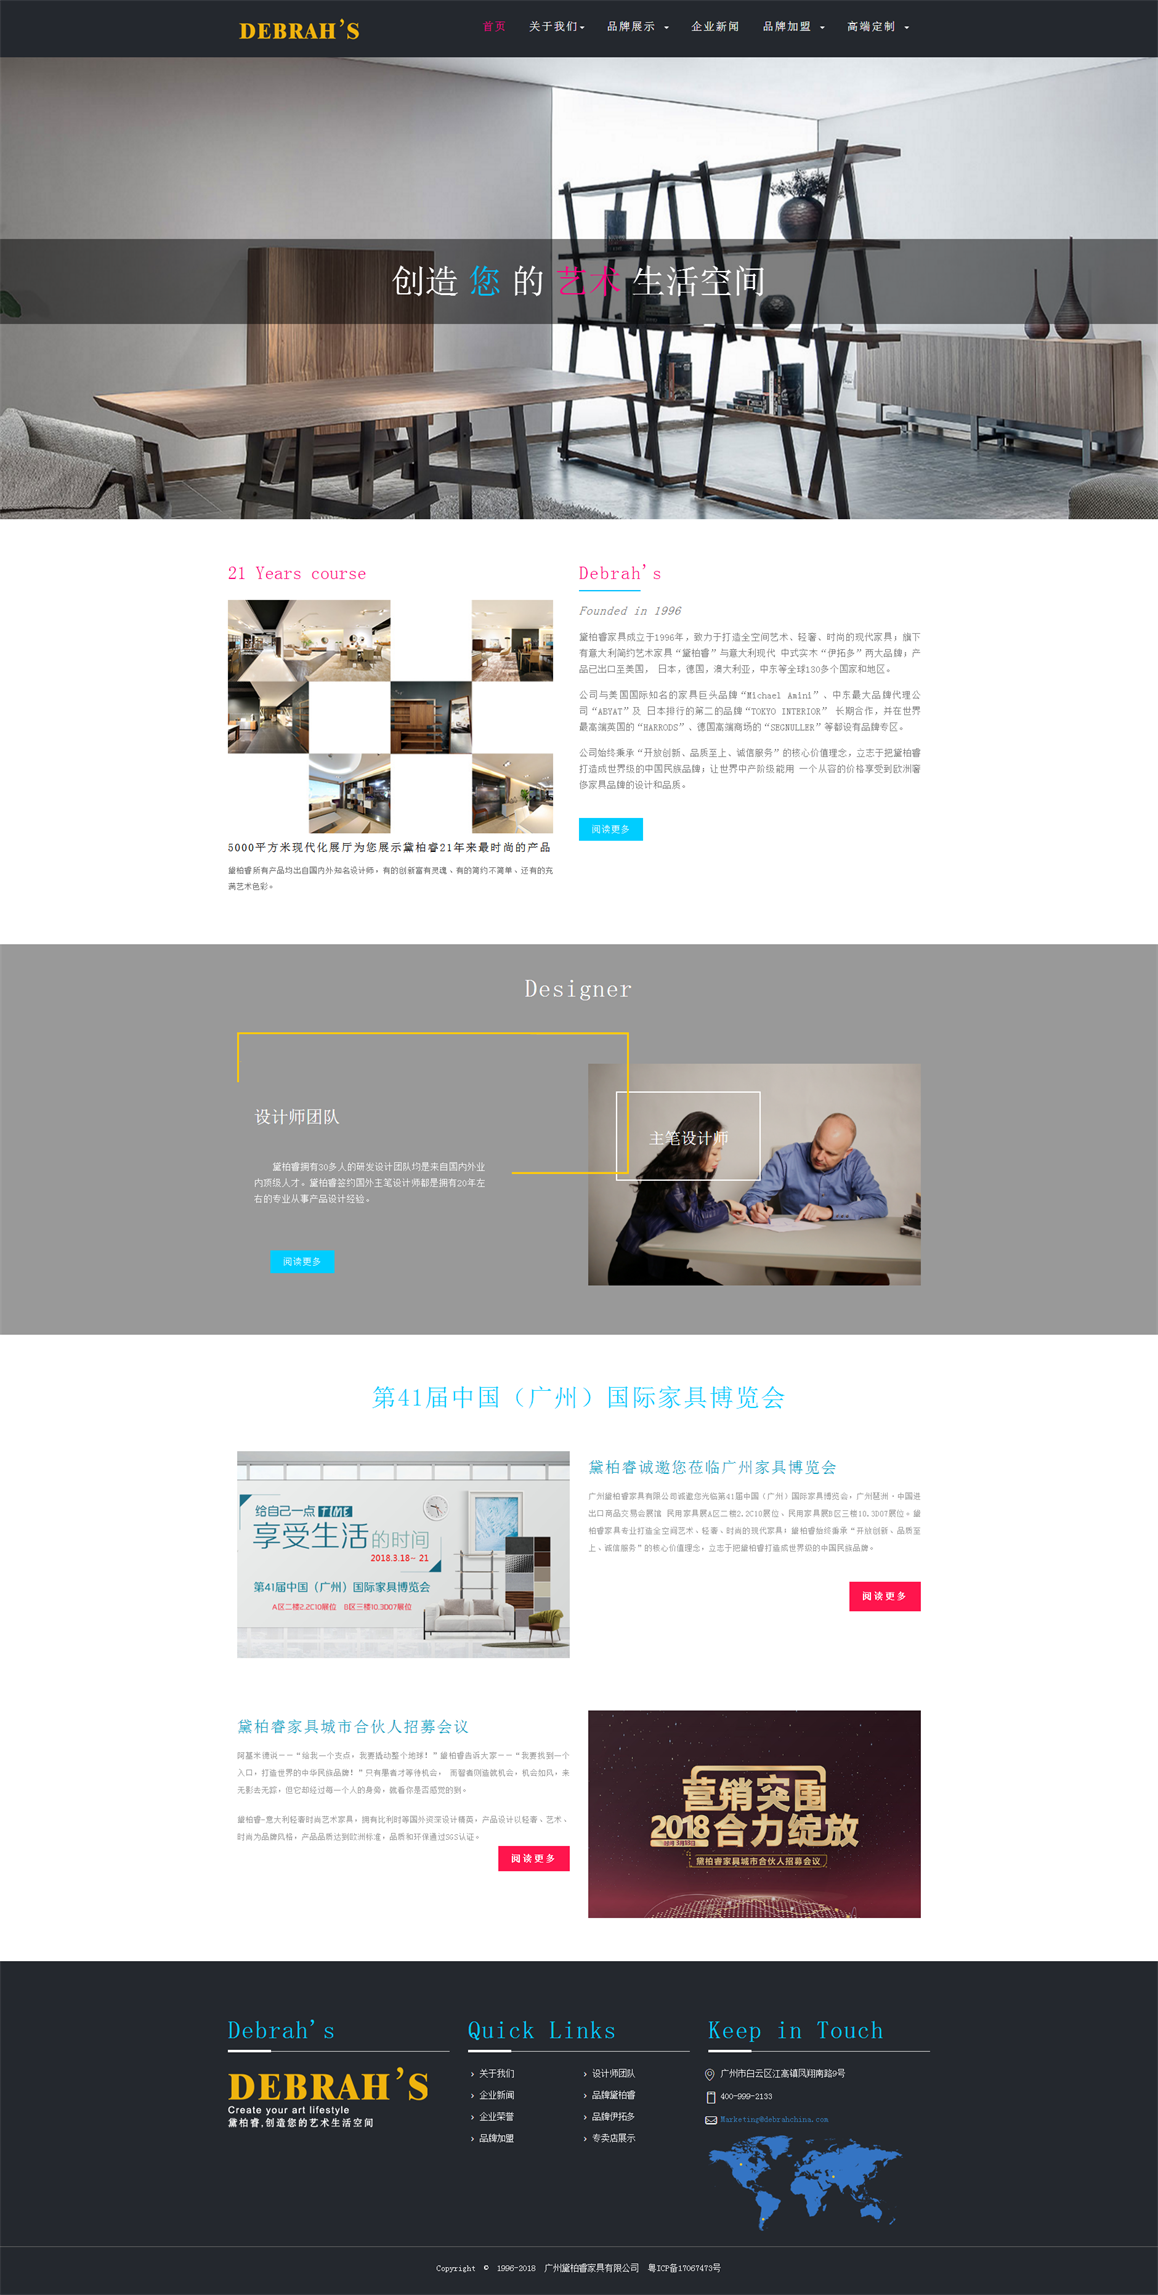 DEBRAH'S
首页 关于我们 品牌展示 企业新闻 品牌加盟 高端定制
创造 您 的 艺术 生活空间
21 Years course
5000平方米现代化展厅为您展示黛柏睿21年来最时尚的产品
黛柏睿所有产品均出自国内外知名设计师，有的创新富有灵魂、有的简约不简单、还有的充
满艺术色彩。
Debrah's
Founded in 1996
黛柏睿家具成立于1996年，致力于打造全空间艺术、轻奢、时尚的现代家具；旗下
有意大利简约艺术家具“黛柏睿”与意大利现代 中式实木“伊拓多”两大品牌；产
品已出口至美国， 日本，德国，澳大利亚，中东等全球130多个国家和地区。
公司与美国国际知名的家具巨头品牌“Michael Amini”、中东最大品牌代理公
司“ABYAT”及 日本排行的第二的品牌“TOKYO INTERIOR” 长期合作，并在世界
最高端英国的“HARRODS”、德国高端商场的“SEGNULLER”等都设有品牌专区。
公司始终秉承“开放创新、品质至上、诚信服务”的核心价值理念，立志于把黛柏睿
打造成世界级的中国民族品牌；让世界中产阶级能用 一个从容的价格享受到欧洲奢
侈家具品牌的设计和品质。
阅读更多
Designer
设计师团队
黛柏睿拥有30多人的研发设计团队均是来自国内外业
内顶级人才。黛柏睿签约国外主笔设计师都是拥有20年左
右的专业从事产品设计经验。
阅读更多
主笔设计师
第41届中国（广州）国际家具博览会
给自己一点 TIME
享受生活的时间
2018.3.18~ 21
第41届中国（广州）国际家具博览会
A区二楼2.2C10展位 B区三楼10.3D07展位
黛柏睿诚邀您莅临广州家具博览会
广州黛柏睿家具有限公司诚邀您光临第41届中国（广州）国际家具博览会，广州琶洲·中国进
出口商品交易会展馆 民用家具展A区二楼2.2C10展位、民用家具展B区三楼10.3D07展位。黛
柏睿家具专业打造全空间艺术、轻奢、时尚的现代家具；黛柏睿始终秉承“开放创新、品质至
上、诚信服务”的核心价值理念，立志于把黛柏睿打造成世界级的中国民族品牌。
阅读更多
黛柏睿家具城市合伙人招募会议
阿基米德说——“给我一个支点，我要撬动整个地球！”黛柏睿告诉大家——“我要找到一个
入口，打造世界的中华民族品牌！”只有愚者才等待机会， 而智者则造就机会，机会如风，来
无影去无踪，但它却经过每一个人的身旁，就看你是否感觉的到。
黛柏睿-意大利轻奢时尚艺术家具，拥有比利时等国外资深设计精英，产品设计以轻奢、艺术、
时尚为品牌风格，产品品质达到欧洲标准，品质和环保通过SGS认证。
阅读更多
营销突围
2018合力绽放
黛柏睿家具城市合伙人招募会议
Debrah's
DEBRAH'S
Create your art lifestyle
黛柏睿,创造您的艺术生活空间
Quick Links
关于我们 设计师团队
企业新闻 品牌黛柏睿
企业荣誉 品牌伊拓多
品牌加盟 专卖店展示
Keep in Touch
广州市白云区江高镇凤翔南路9号
400-999-2133
Marketing@debrahchina.com
Copyright © 1996-2018 广州黛柏睿家具有限公司 粤ICP备17067473号